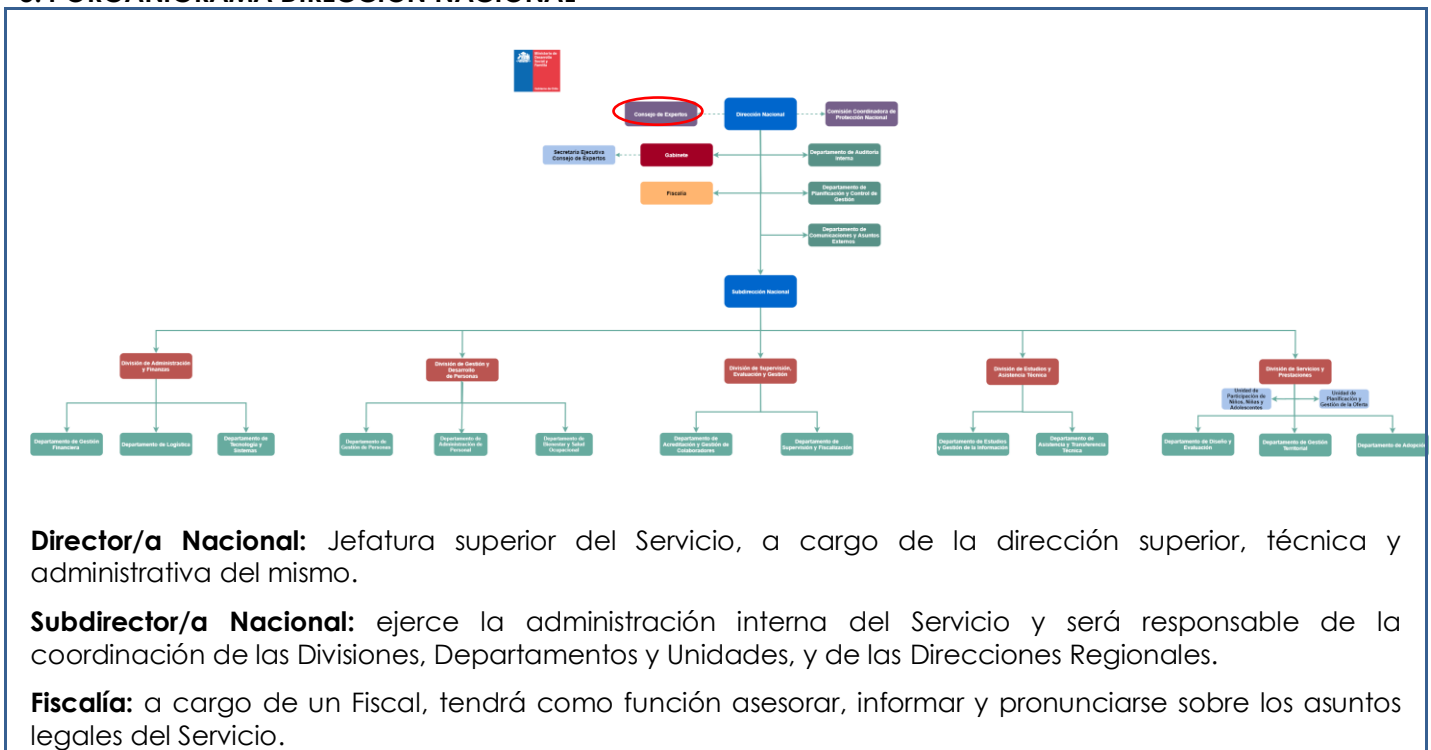 Ministerio de
Desarrollo
Social y
Familia
Gobierno de Chile
Consejo de Expertos
Dirección Nacional
Comisión Coordinadora de
Protección Nacional
Secretaría Ejecutiva
Consejo de Expertos
Gabinete
Departamento de Auditoría
Interna
Fiscalía
Departamento de
Planificación y Control de
Gestión
Departamento de
Comunicaciones y Asuntos
Externos
Subdirección Nacional
División de Administración
y Finanzas
División de Gestión y
Desarrollo
de Personas
División de Supervisión,
Evaluación y Gestión
División de Estudios y
Asistencia Técnica
División de Servicios y
Prestaciones
Unidad de
Participación de
Niños, Niñas y
Adolescentes
Unidad de
Planificación y
Gestión de la Oferta
Departamento de Gestión
Financiera
Departamento de Logística
Departamento de
Tecnología y
Sistemas
Departamento de
Gestión de Personas
Departamento de
Administración de
Personal
Departamento de
Bienestar y Salud
Ocupacional
Departamento de
Acreditación y Gestión de
Colaboradores
Departamento de
Supervisión y Fiscalización
Departamento de Estudios
y Gestión de la Información
Departamento de
Asistencia y Transferencia
Técnica
Departamento de Diseño y
Evaluación
Departamento de Gestión
Territorial
Departamento de Adopción
Director/a Nacional: Jefatura superior del Servicio, a cargo de la dirección superior, técnica y
administrativa del mismo.
Subdirector/a Nacional: ejerce la administración interna del Servicio y será responsable de la
coordinación de las Divisiones, Departamentos y Unidades, y de las Direcciones Regionales.
Fiscalía: a cargo de un Fiscal, tendrá como función asesorar, informar y pronunciarse sobre los asuntos
legales del Servicio.